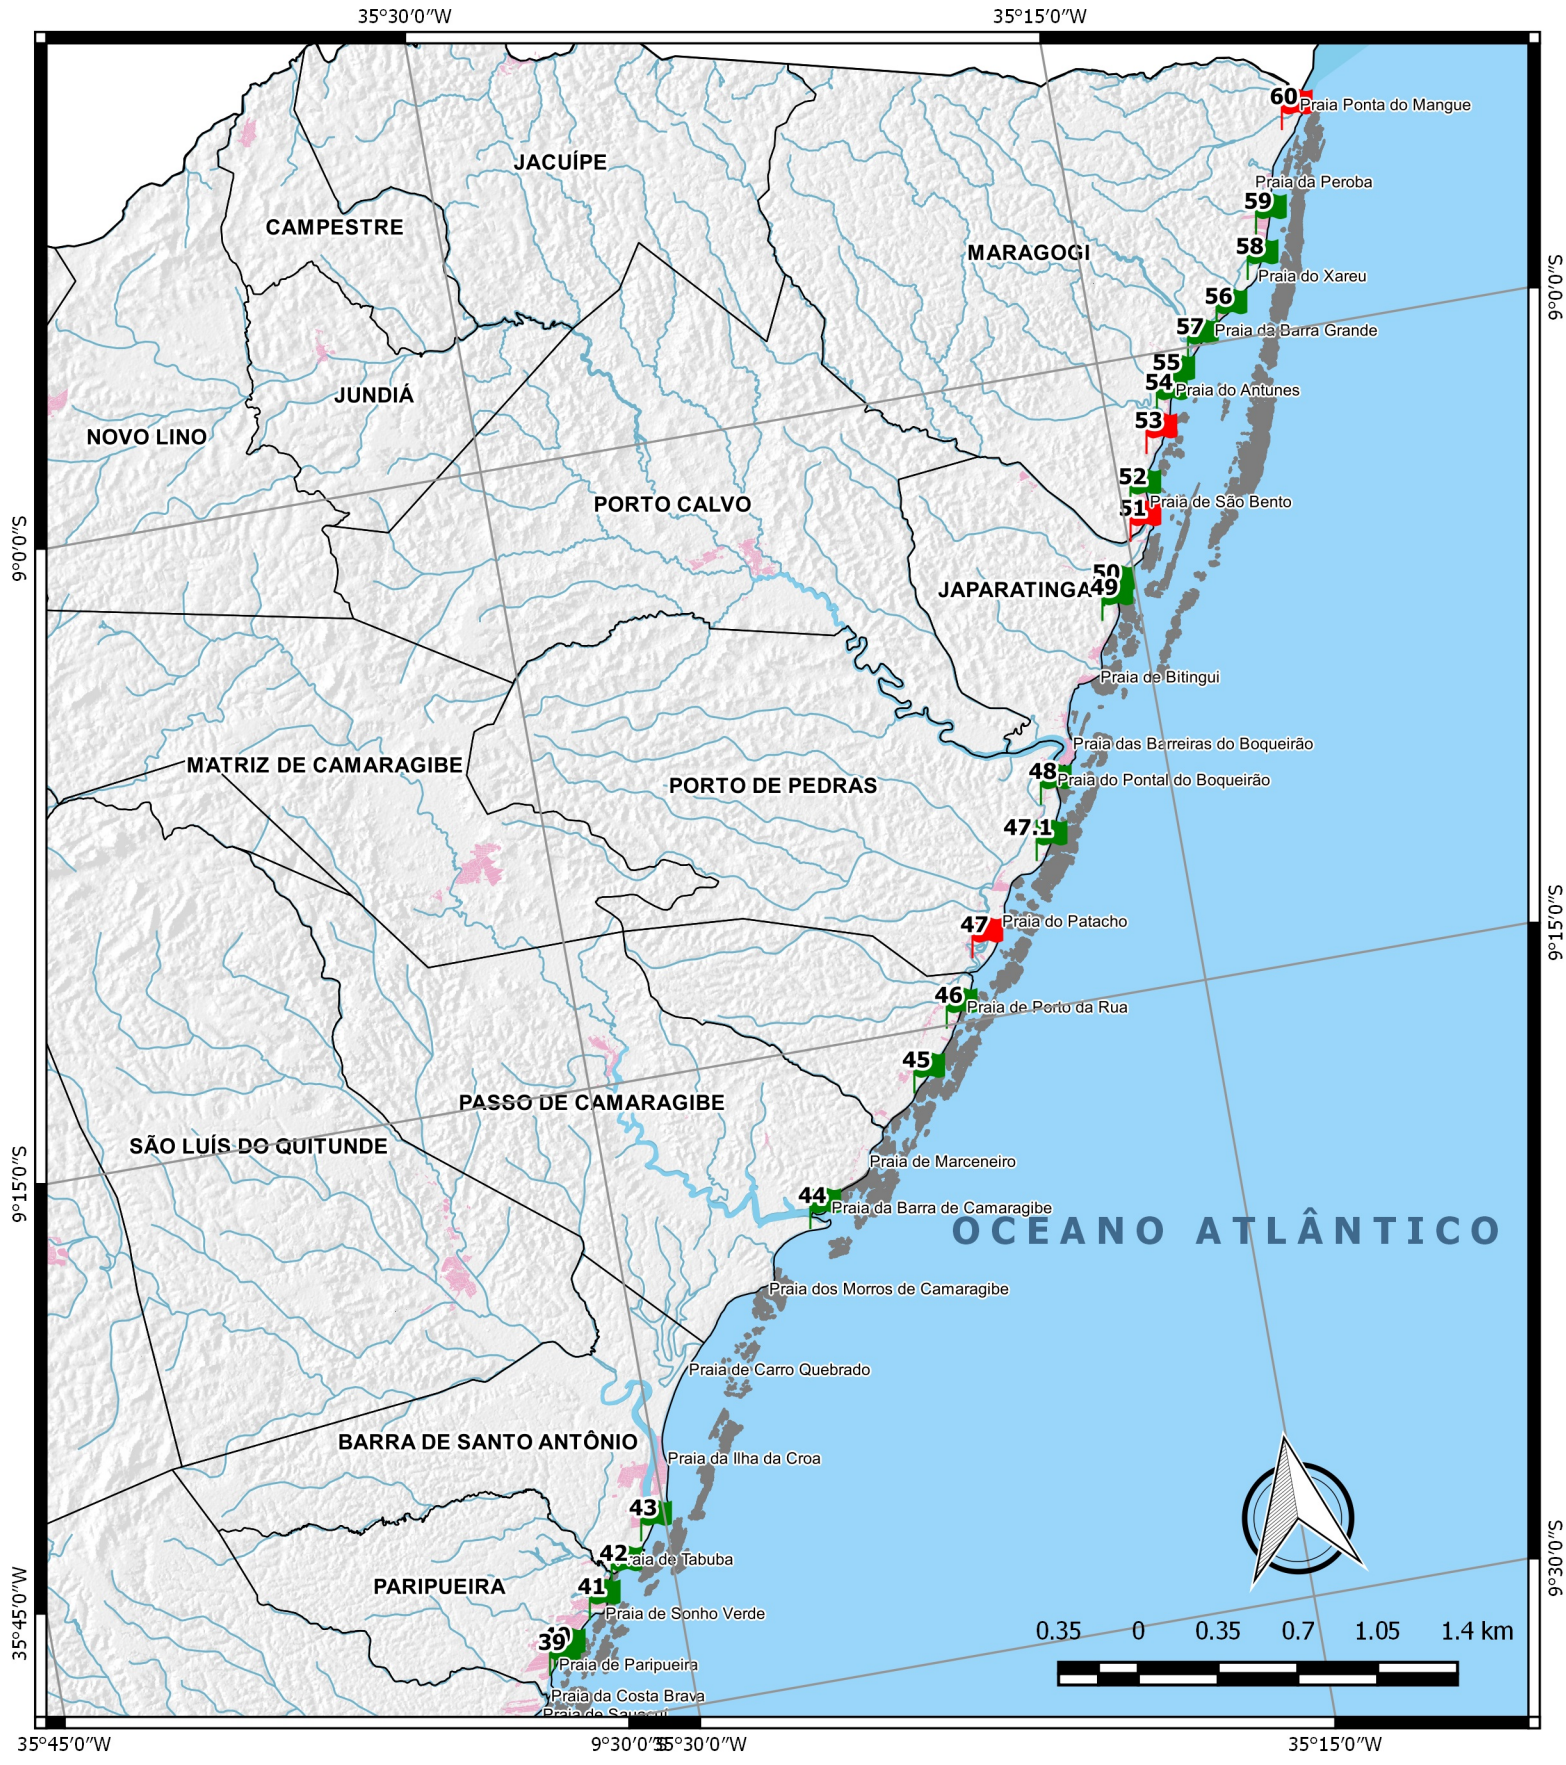 35°30'0"W
35°15'0"W
60
Praia Ponta do Mangue
JACUÍPE
Praia da Peroba
59
CAMPESTRE
MARAGOGI
58
Praia do Xareu
9°0'0"S
56
57
Praia da Barra Grande
55
54
Praia do Antunes
JUNDIÁ
53
NOVO LINO
52
PORTO CALVO
51
Praia de São Bento
9°0'0"S
50
JAPARATINGA
49
Praia de Bitingui
Praia das Barreiras do Boqueirão
MATRIZ DE CAMARAGIBE
48
Praia do Pontal do Boqueirão
PORTO DE PEDRAS
47.1
47
Praia do Patacho
9°15'0"S
46
Praia de Porto da Rua
45
PASSO DE CAMARAGIBE
SÃO LUÍS DO QUITUNDE
Praia de Marceneiro
9°15'0"S
44
Praia da Barra de Camaragibe
OCEANO ATLÂNTICO
Praia dos Morros de Camaragibe
Praia de Carro Quebrado
BARRA DE SANTO ANTÔNIO
Praia da Ilha da Croa
43
42
Praia de Tabuba
9°30'0"S
PARIPUEIRA
41
Praia de Sonho Verde
35°45'0"W
0.35 0 0.35 0.7 1.05 1.4 km
39
Praia de Paripueira
Praia da Costa Brava
35°45'0"W
9°30'0"S
35°30'0"W
35°15'0"W